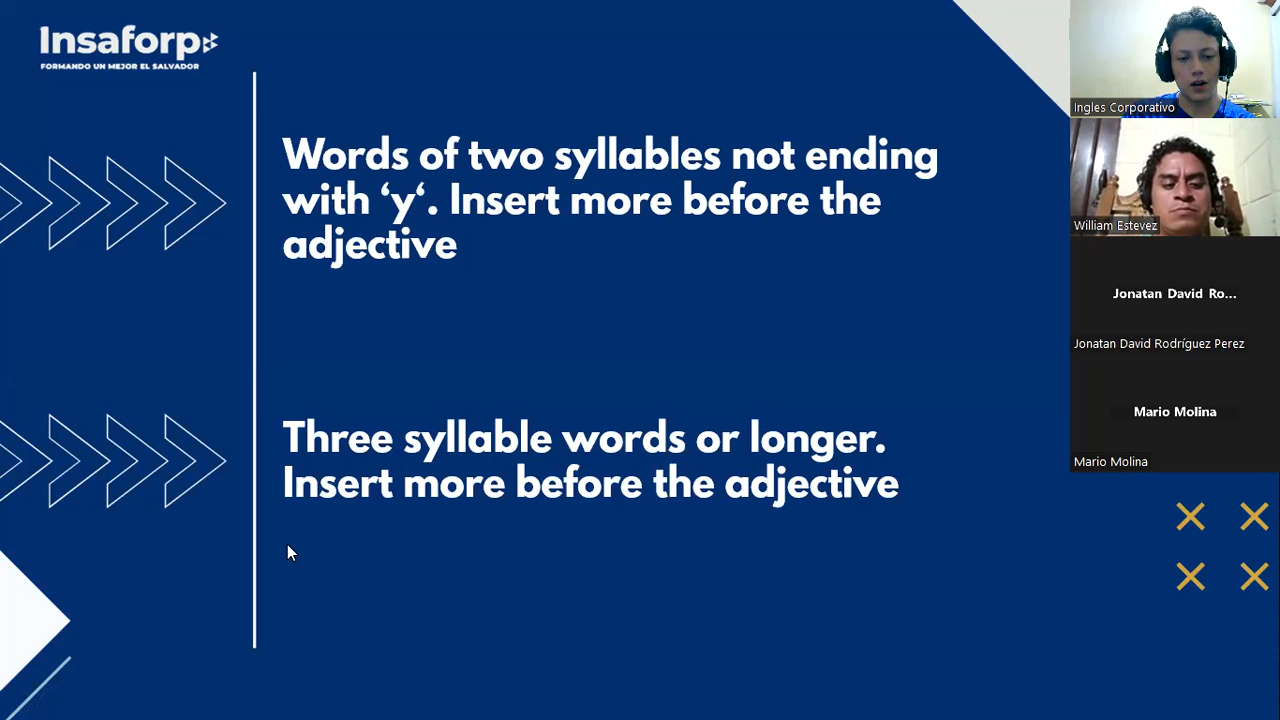 Insaforp
FORMANDO UN MEJOR EL SALVADOR
Words of two syllables not ending
with ‘y‘. Insert more before the
adjective
Three syllable words or longer.
Insert more before the adjective
Ingles Corporativo
William Estevez
Jonatan David Ro...
Jonatan David Rodríguez Perez
Mario Molina
Mario Molina